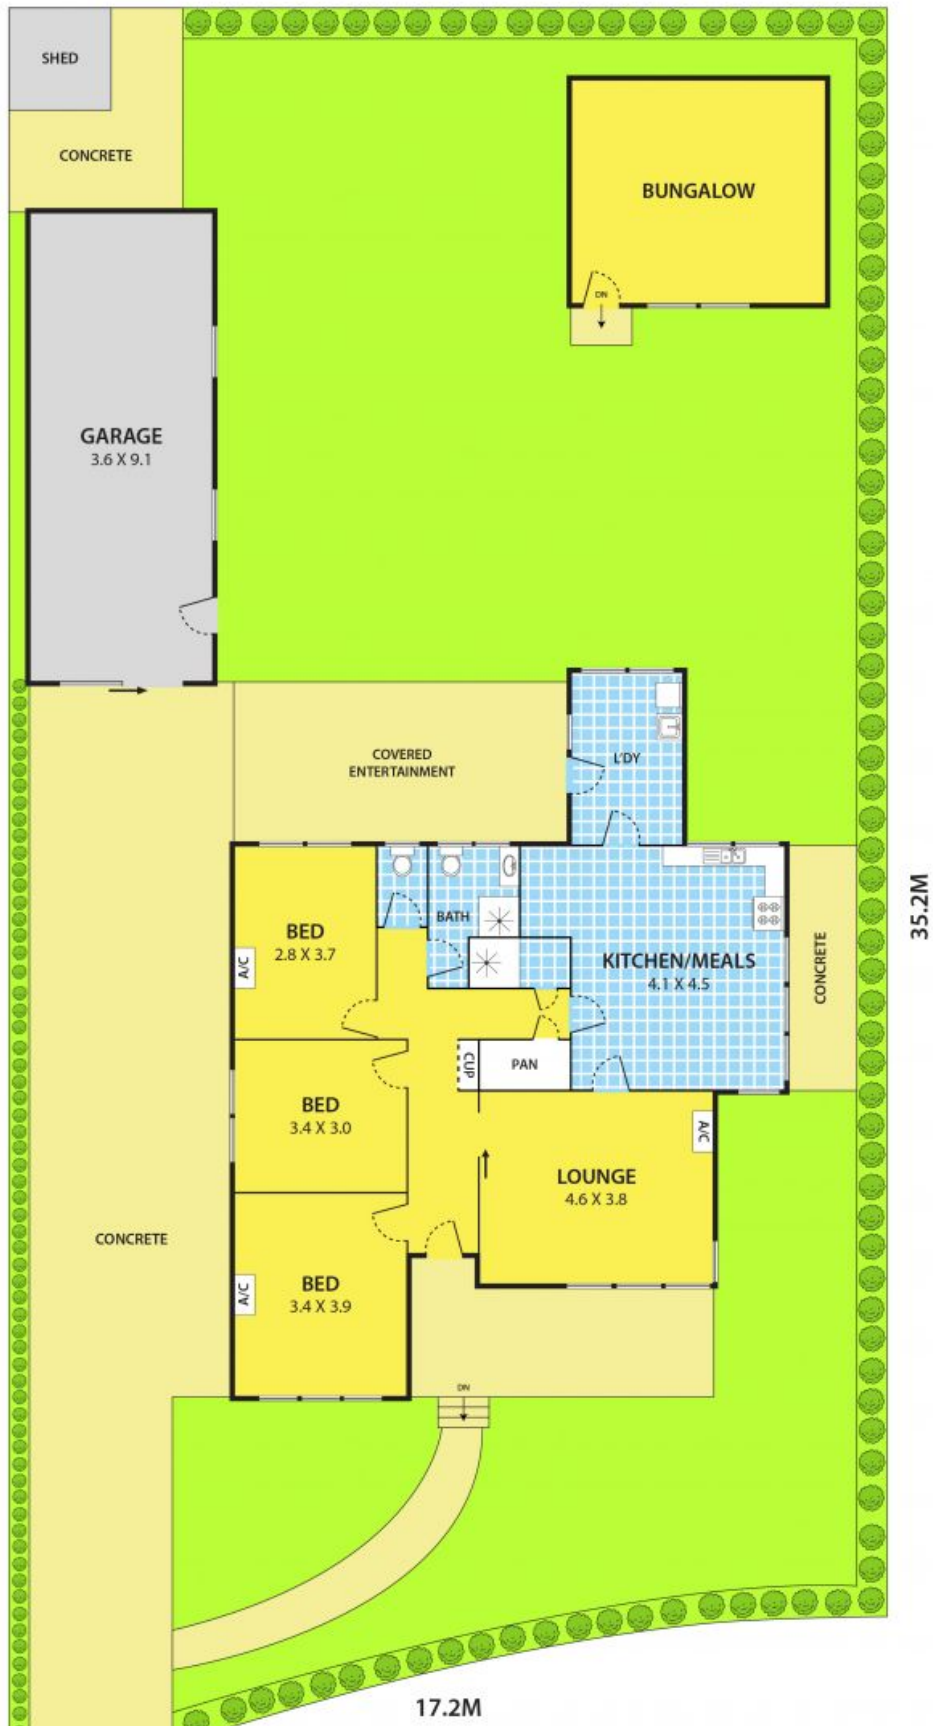 SHED
CONCRETE
BUNGALOW
DN
GARAGE
3.6 X 9.1
COVERED
ENTERTAINMENT
L'DY
BED
2.8 X 3.7
A/C
BATH
KITCHEN/MEALS
4.1 X 4.5
CONCRETE
35.2M
CUP
PAN
BED
3.4 X 3.0
A/C
LOUNGE
4.6 X 3.8
CONCRETE
A/C
BED
3.4 X 3.9
DN
17.2M